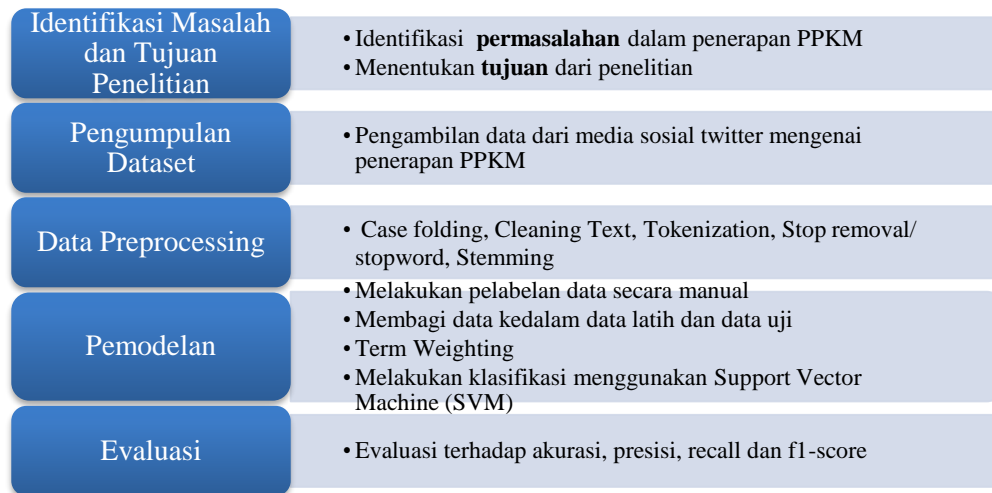 Identifikasi Masalah
dan Tujuan
Penelitian
• Identifikasi permasalahan dalam penerapan PPKM
• Menentukan tujuan dari penelitian
Pengumpulan
Dataset
• Pengambilan data dari media sosial twitter mengenai
penerapan PPKM
Data Preprocessing
• Case folding, Cleaning Text, Tokenization, Stop removal/
stopword, Stemming
Pemodelan
• Melakukan pelabelan data secara manual
• Membagi data kedalam data latih dan data uji
• Term Weighting
• Melakukan klasifikasi menggunakan Support Vector
Machine (SVM)
Evaluasi
• Evaluasi terhadap akurasi, presisi, recall dan f1-score